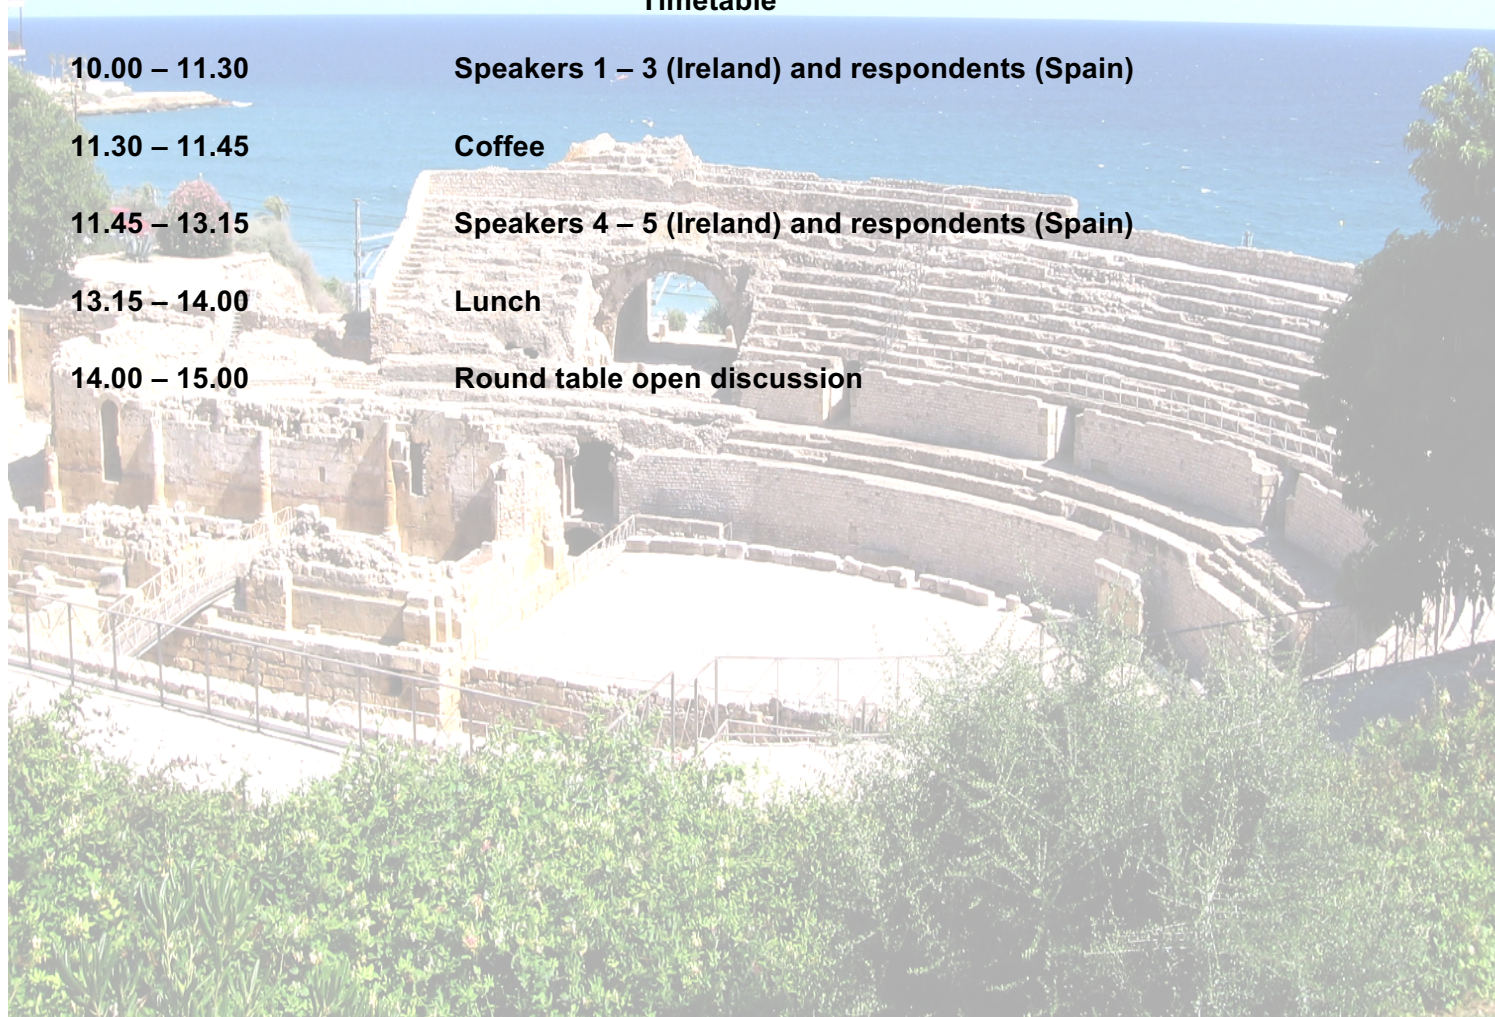 Timetable
10.00 – 11.30 Speakers 1 – 3 (Ireland) and respondents (Spain)
11.30 – 11.45 Coffee
11.45 – 13.15 Speakers 4 – 5 (Ireland) and respondents (Spain)
13.15 – 14.00 Lunch
14.00 – 15.00 Round table open discussion